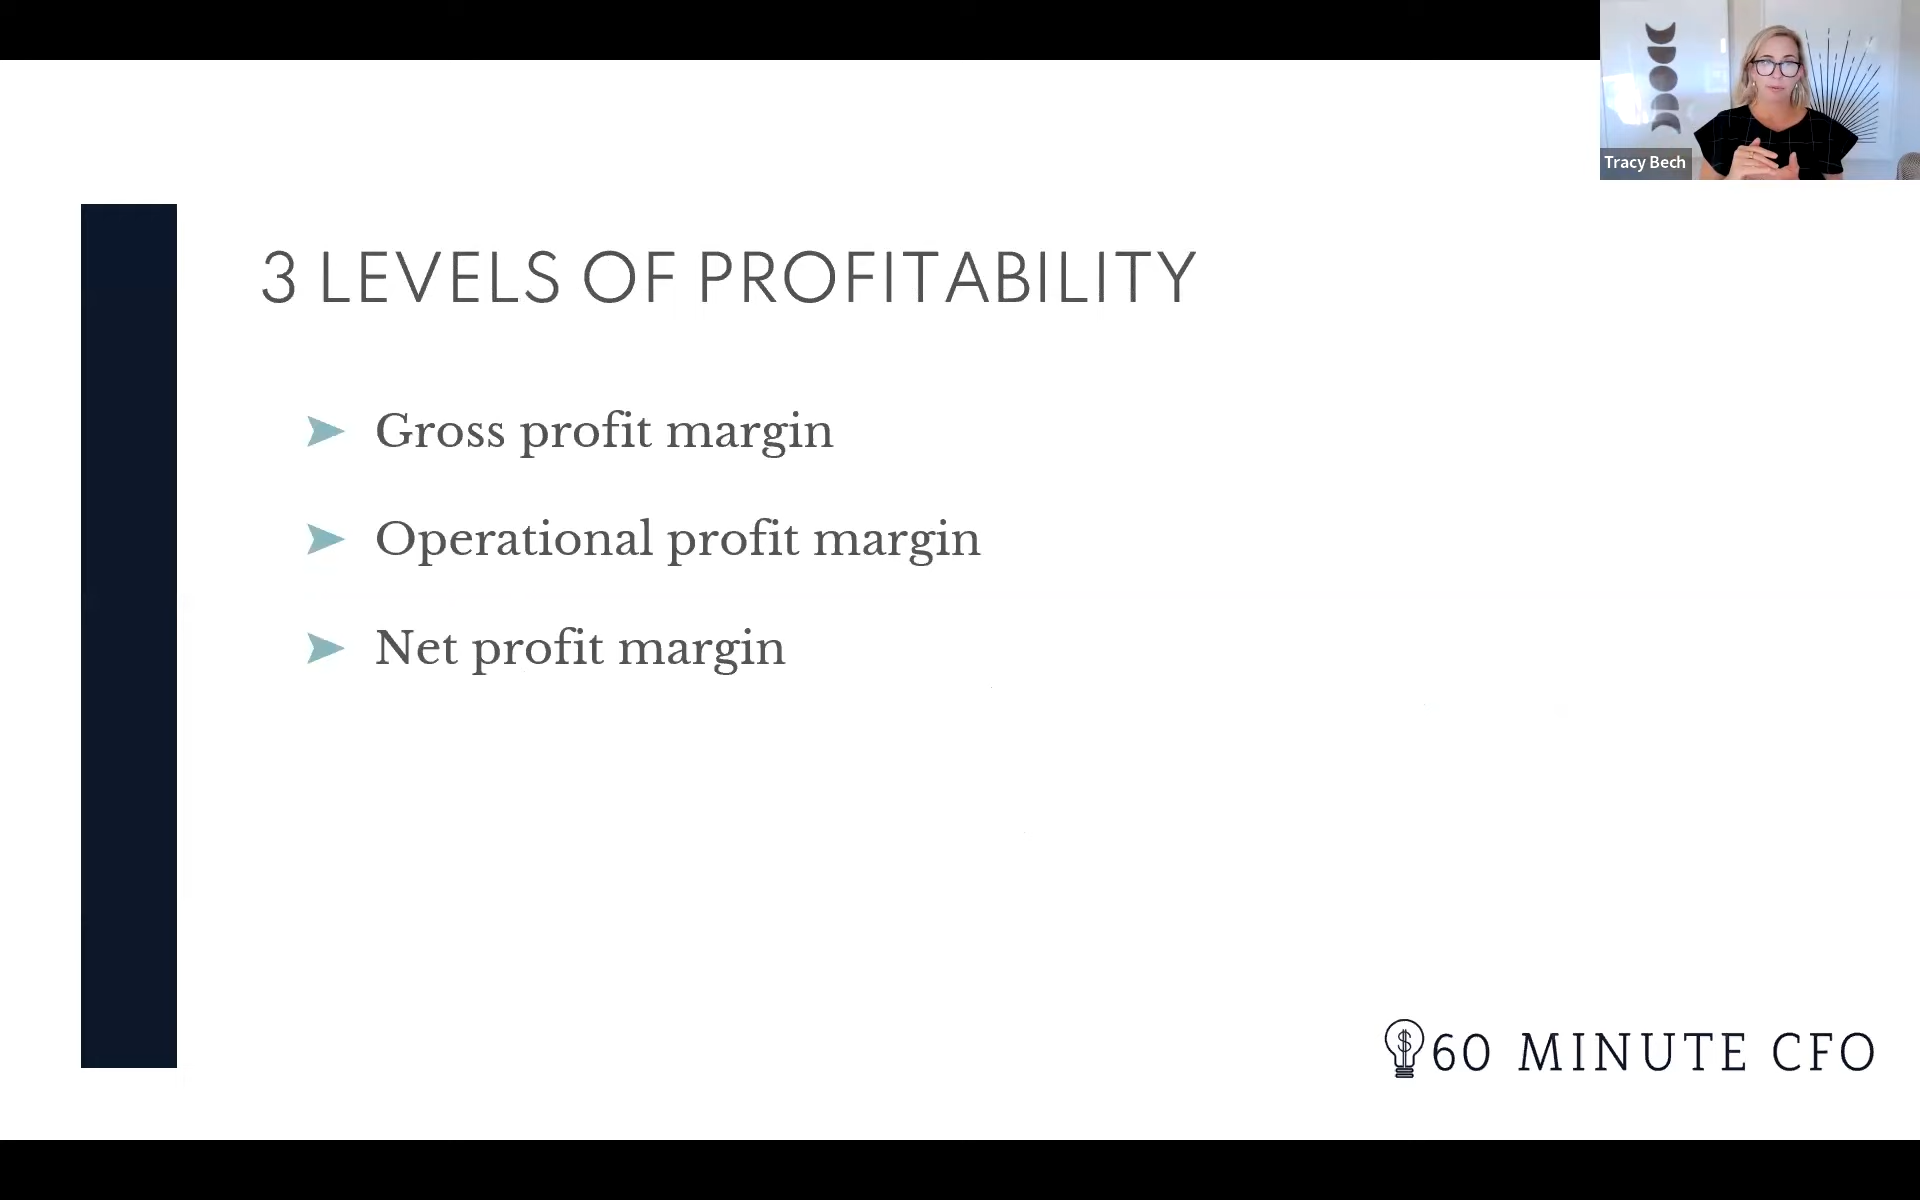 Tracy Bech
3 LEVELS OF PROFITABILITY
Gross profit margin
Operational profit margin
Net profit margin
60 MINUTE CFO